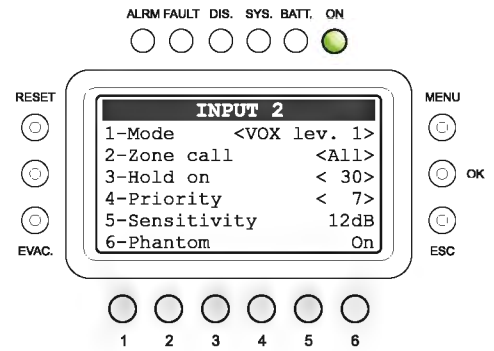 ALRM FAULT DIS. SYS. BATT. ON
RESET
MENU
INPUT 2
1-Mode <VOX lev. 1>
2-Zone call <All>
3-Hold on < 30>
4-Priority < 7>
5-Sensitivity 12dB
6-Phantom On
OK
EVAC.
ESC
1 2 3 4 5 6